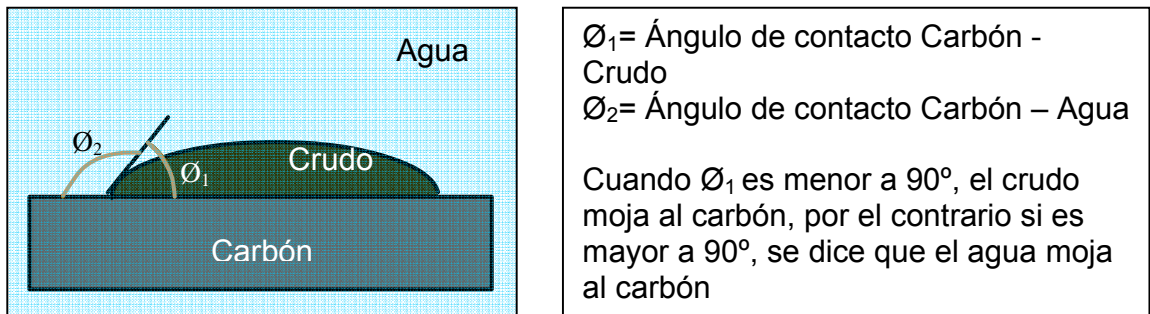 Agua
Ø2
Crudo
Ø1
Carbón
Ø1= Ángulo de contacto Carbón -
Crudo
Ø2= Ángulo de contacto Carbón – Agua
Cuando Ø1 es menor a 90º, el crudo
moja al carbón, por el contrario si es
mayor a 90º, se dice que el agua moja
al carbón